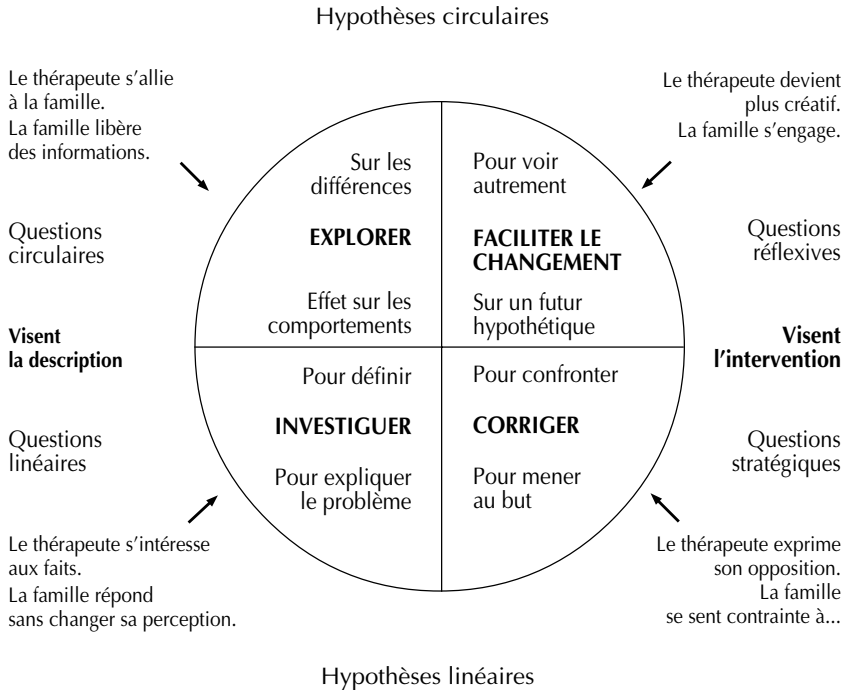 Hypothèses circulaires
Le thérapeute s’allie
à la famille.
La famille libère
des informations.
Le thérapeute devient
plus créatif.
La famille s’engage.
Sur les
différences
EXPLORER
Effet sur les
comportements
Pour voir
autrement
FACILITER LE
CHANGEMENT
Sur un futur
hypothétique
Questions
circulaires
Questions
réflexives
Visent
la description
Visent
l’intervention
Pour définir
INVESTIGUER
Pour expliquer
le problème
Pour confronter
CORRIGER
Pour mener
au but
Questions
linéaires
Questions
stratégiques
Le thérapeute s’intéresse
aux faits.
La famille répond
sans changer sa perception.
Le thérapeute exprime
son opposition.
La famille
se sent contrainte à...
Hypothèses linéaires